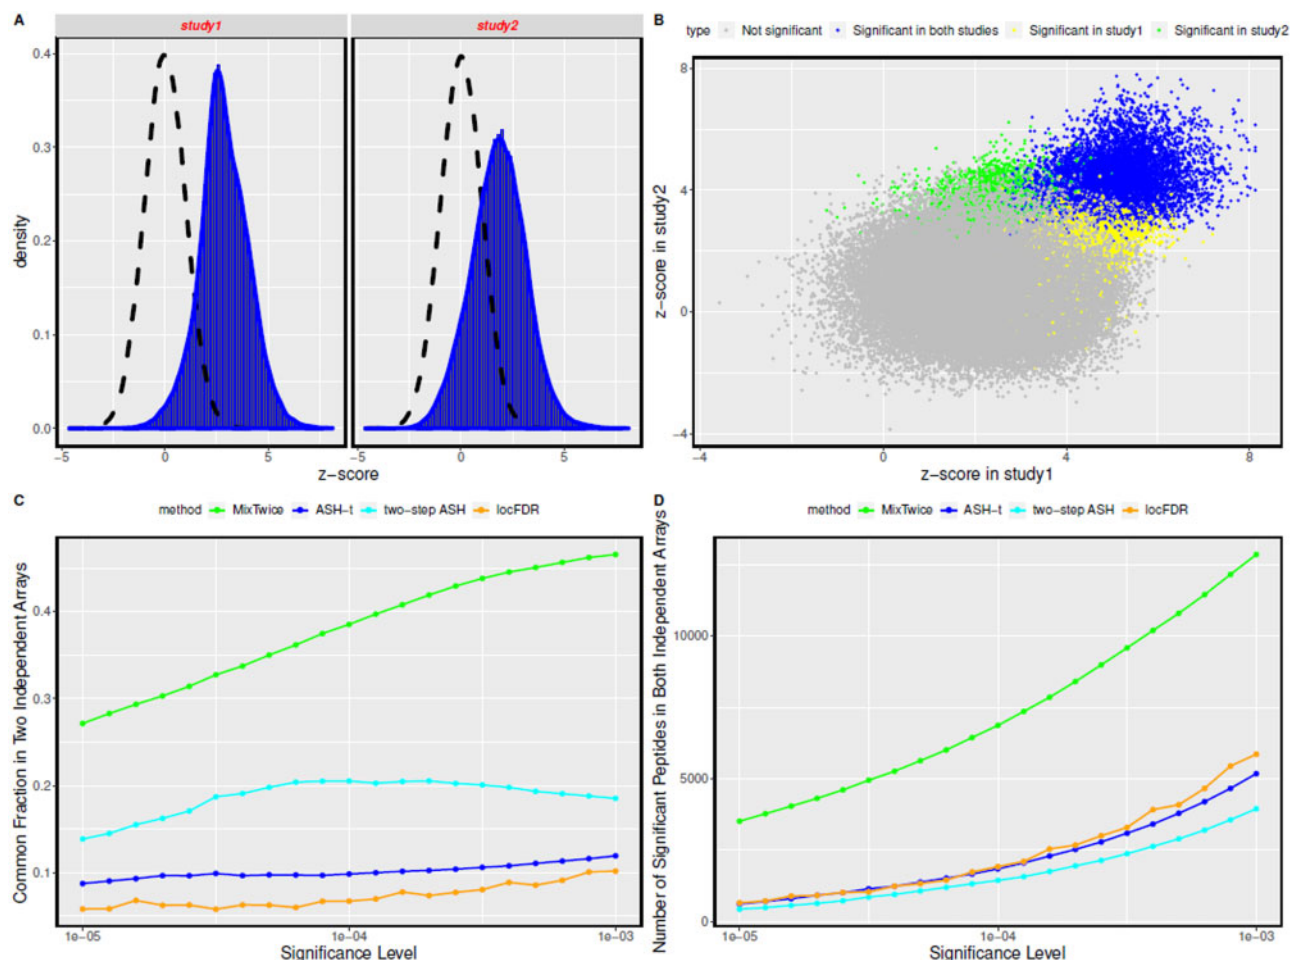 A
study1
study2
0.4
0.3
0.2
0.1
0.0
density
−5
0
5
−5
0
5
z−score
B
type Not significant Significant in both studies Significant in study1 Significant in study2
8
4
0
−4
z−score in study2
−4
0
4
8
z−score in study1
C
method MixTwice ASH−t two−step ASH locFDR
0.4
0.3
0.2
0.1
Common Fraction in Two Independent Arrays
1e−05
1e−04
1e−03
Significance Level
D
method MixTwice ASH−t two−step ASH locFDR
10000
5000
0
Number of Significant Peptides in Both Independent Arrays
1e−05
1e−04
1e−03
Significance Level